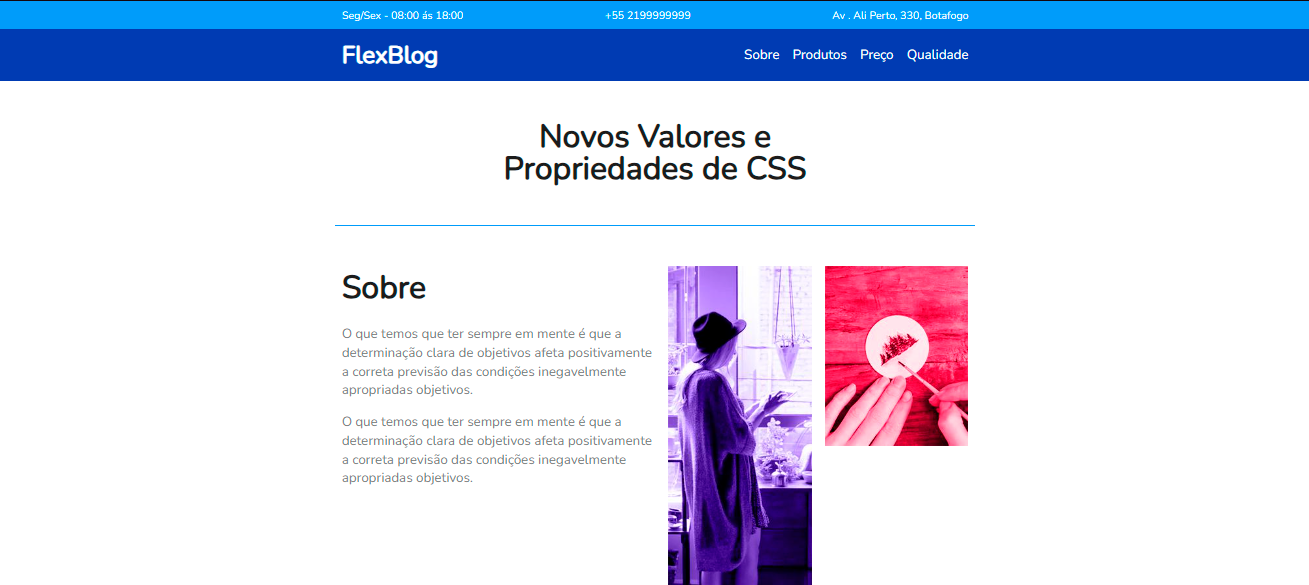 Seg/Sex - 08:00 ás 18:00
+55 2199999999
Av . Ali Perto, 330, Botafogo
FlexBlog
Sobre
Produtos
Preço
Qualidade
Novos Valores e
Propriedades de CSS
Sobre
O que temos que ter sempre em mente é que a
determinação clara de objetivos afeta positivamente
a correta previsão das condições inegavelmente
apropriadas objetivos.
O que temos que ter sempre em mente é que a
determinação clara de objetivos afeta positivamente
a correta previsão das condições inegavelmente
apropriadas objetivos.